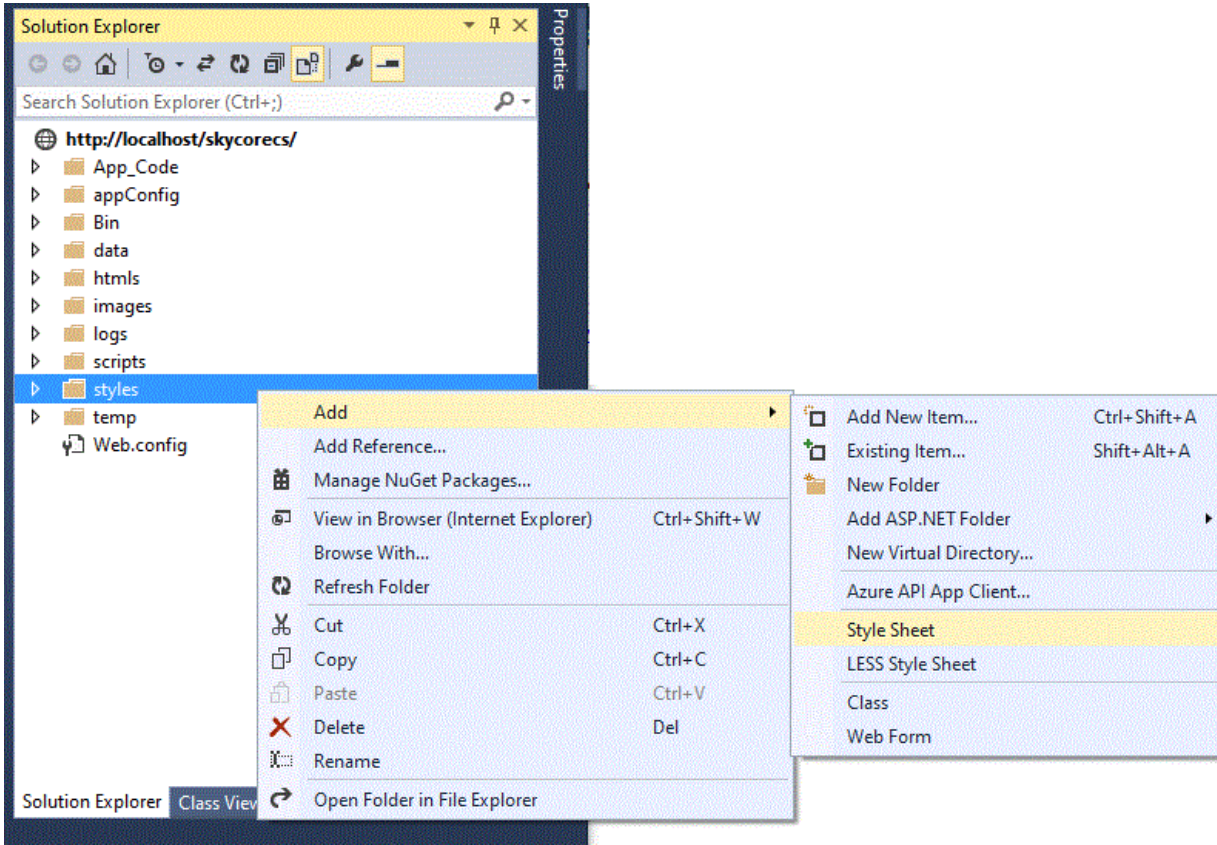 Solution Explorer
Properties
Search Solution Explorer (Ctrl+;)
http://localhost/skycorecs/
App_Code
appConfig
Bin
data
htmls
images
logs
scripts
styles
temp
Web.config
Add
Add Reference...
Manage NuGet Packages...
View in Browser (Internet Explorer) Ctrl+Shift+W
Browse With...
Refresh Folder
Cut Ctrl+X
Copy Ctrl+C
Paste Ctrl+V
Delete Del
Rename
Open Folder in File Explorer
Add New Item... Ctrl+Shift+A
Existing Item... Shift+Alt+A
New Folder
Add ASP.NET Folder
New Virtual Directory...
Azure API App Client...
Style Sheet
LESS Style Sheet
Class
Web Form
Solution Explorer Class View